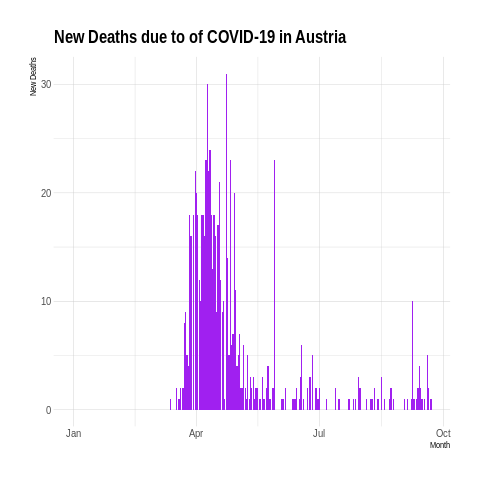 New Deaths due to of COVID-19 in Austria
New Deaths
30
20
10
0
Jan Apr Jul Oct
Month